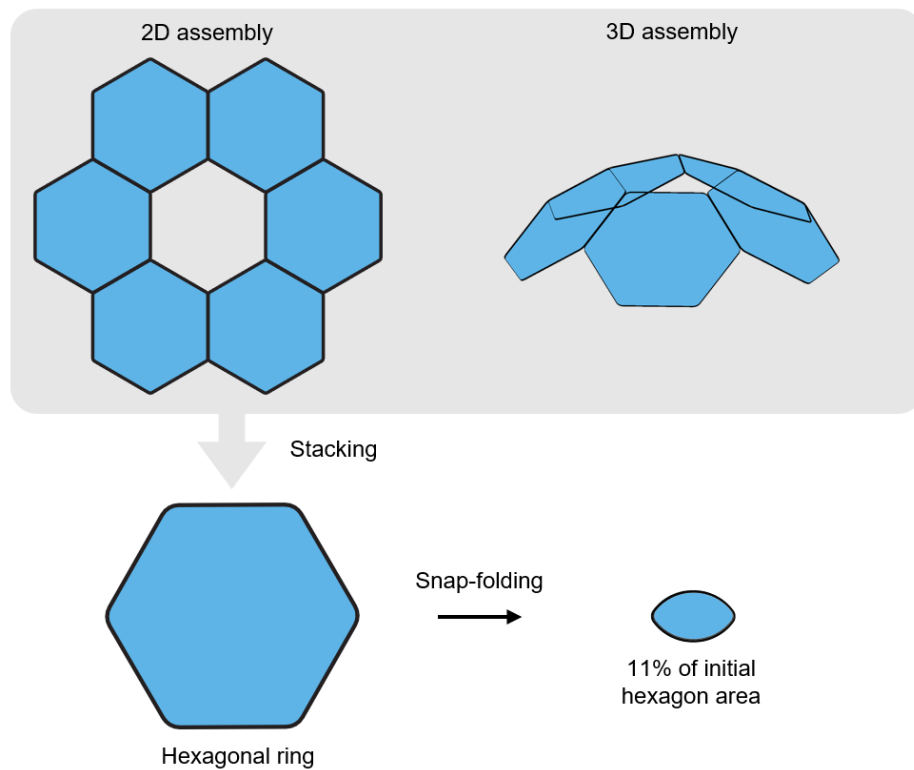 2D assembly
3D assembly
Stacking
Snap-folding
11% of initial
hexagon area
Hexagonal ring